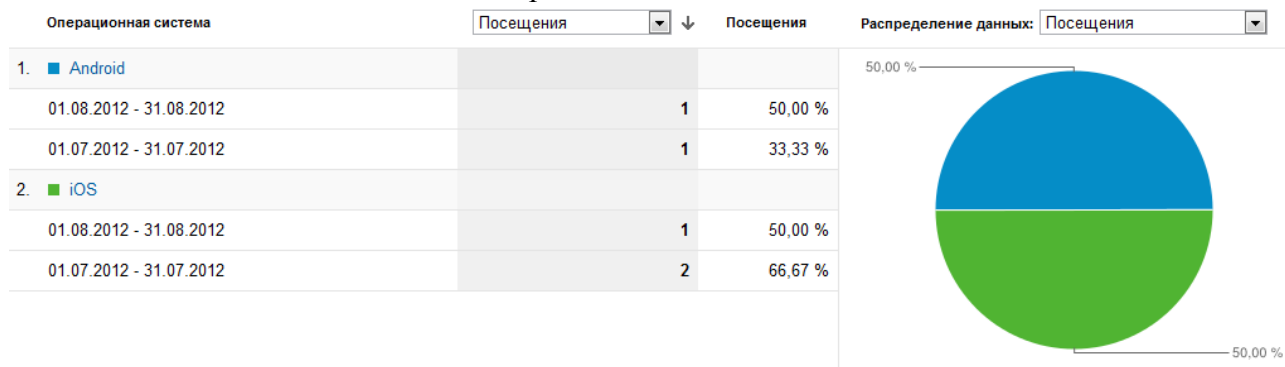 Операционная система Посещения Посещения Распределение данных: Посещения
1. Android
01.08.2012 - 31.08.2012 1 50,00 %
01.07.2012 - 31.07.2012 1 33,33 %
2. iOS
01.08.2012 - 31.08.2012 1 50,00 %
01.07.2012 - 31.07.2012 2 66,67 %
50,00 %
50,00 %